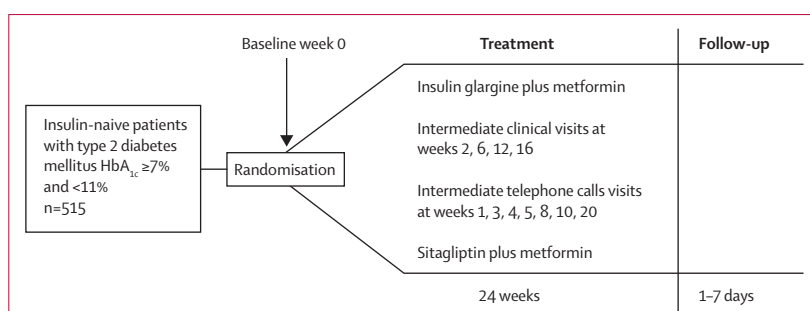 Baseline week 0
Treatment
Follow-up
Insulin-naive patients
with type 2 diabetes
mellitus HbA1c ≥7%
and <11%
n=515
Randomisation
Insulin glargine plus metformin
Intermediate clinical visits at
weeks 2, 6, 12, 16
Intermediate telephone calls visits
at weeks 1, 3, 4, 5, 8, 10, 20
Sitagliptin plus metformin
24 weeks
1–7 days